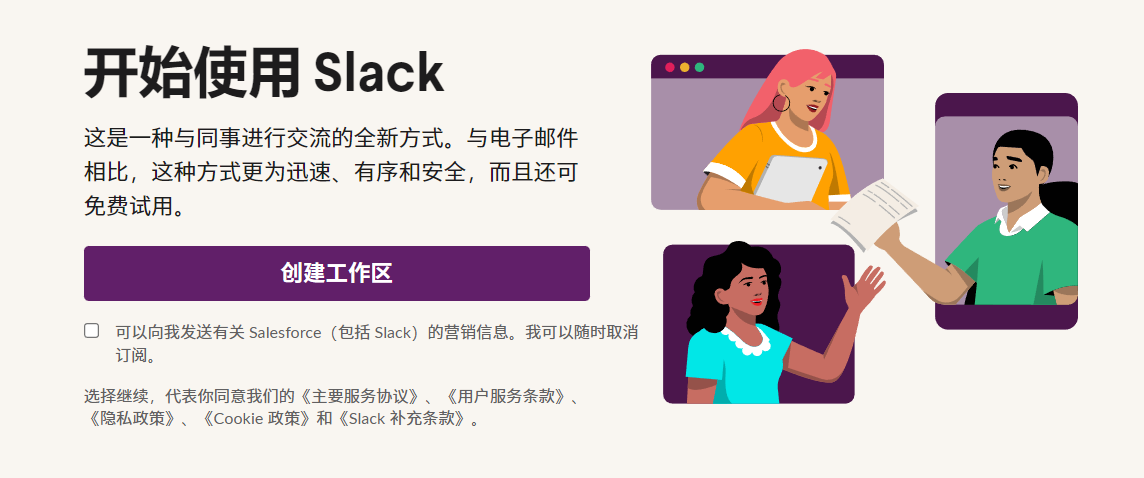 开始使用 Slack
这是一种与同事进行交流的全新方式。与电子邮件
相比，这种方式更为迅速、有序和安全，而且还可
免费试用。
创建工作区
可以向我发送有关 Salesforce（包括 Slack）的营销信息。我可以随时取消
订阅。
选择继续，代表你同意我们的《主要服务协议》、《用户服务条款》、
《隐私政策》、《Cookie 政策》和《Slack 补充条款》。